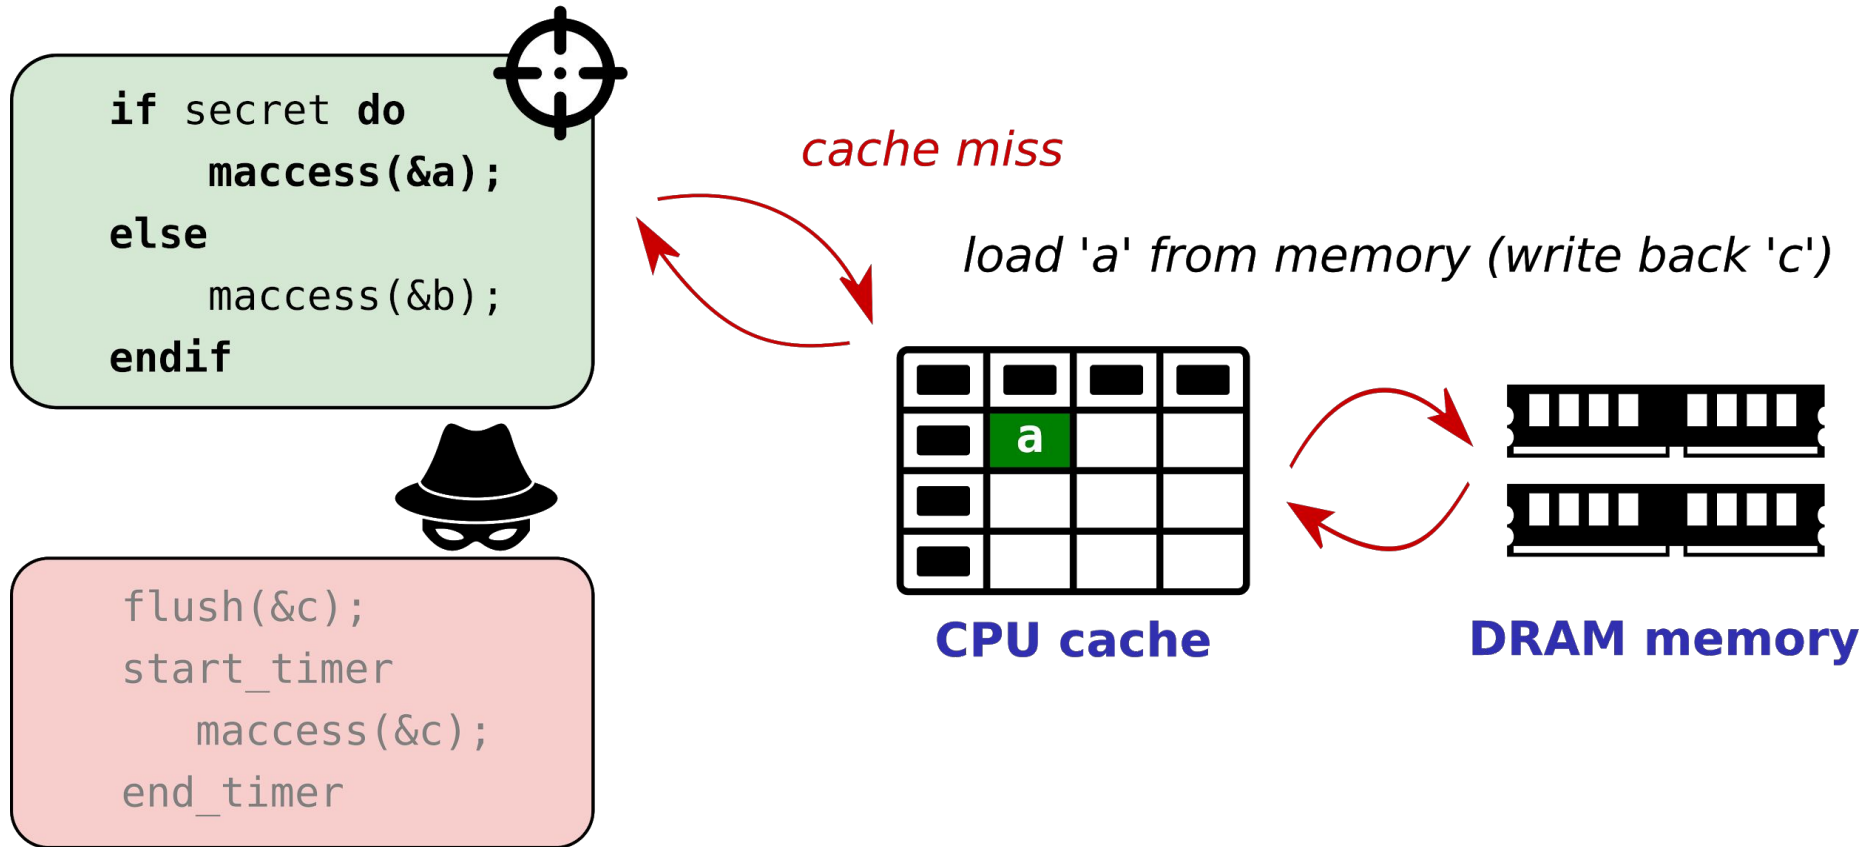 if secret do
maccess(&a);
else
maccess(&b);
endif
cache miss
load 'a' from memory (write back 'c')
a
CPU cache
DRAM memory
flush(&c);
start_timer
maccess(&c);
end_timer